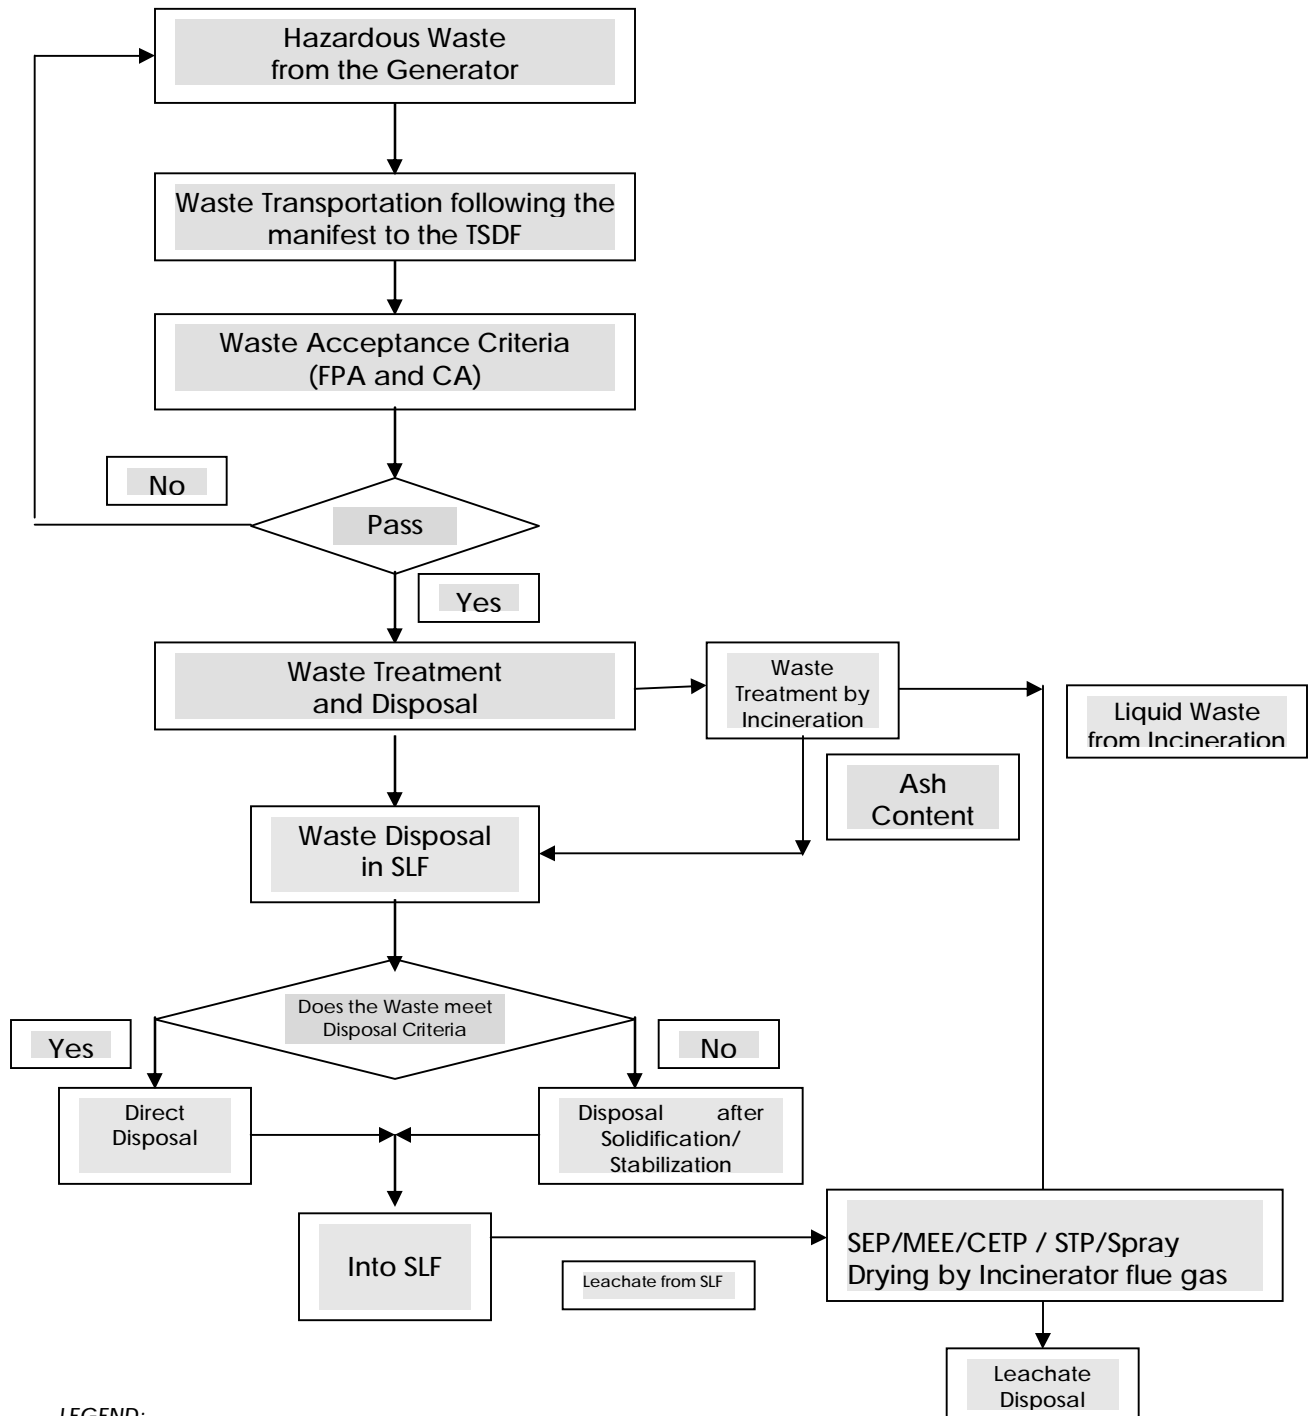 Hazardous Waste
from the Generator
Waste Transportation following the
manifest to the TSDF
Waste Acceptance Criteria
(FPA and CA)
No
Pass
Yes
Waste Treatment
and Disposal
Waste
Treatment by
Incineration
Liquid Waste
from Incineration
Ash
Content
Waste Disposal
in SLF
Does the Waste meet
Disposal Criteria
Yes
No
Direct
Disposal
Disposal after
Solidification/
Stabilization
Into SLF
Leachate from SLF
SEP/MEE/CETP / STP/Spray
Drying by Incinerator flue gas
Leachate
Disposal
LEGEND: